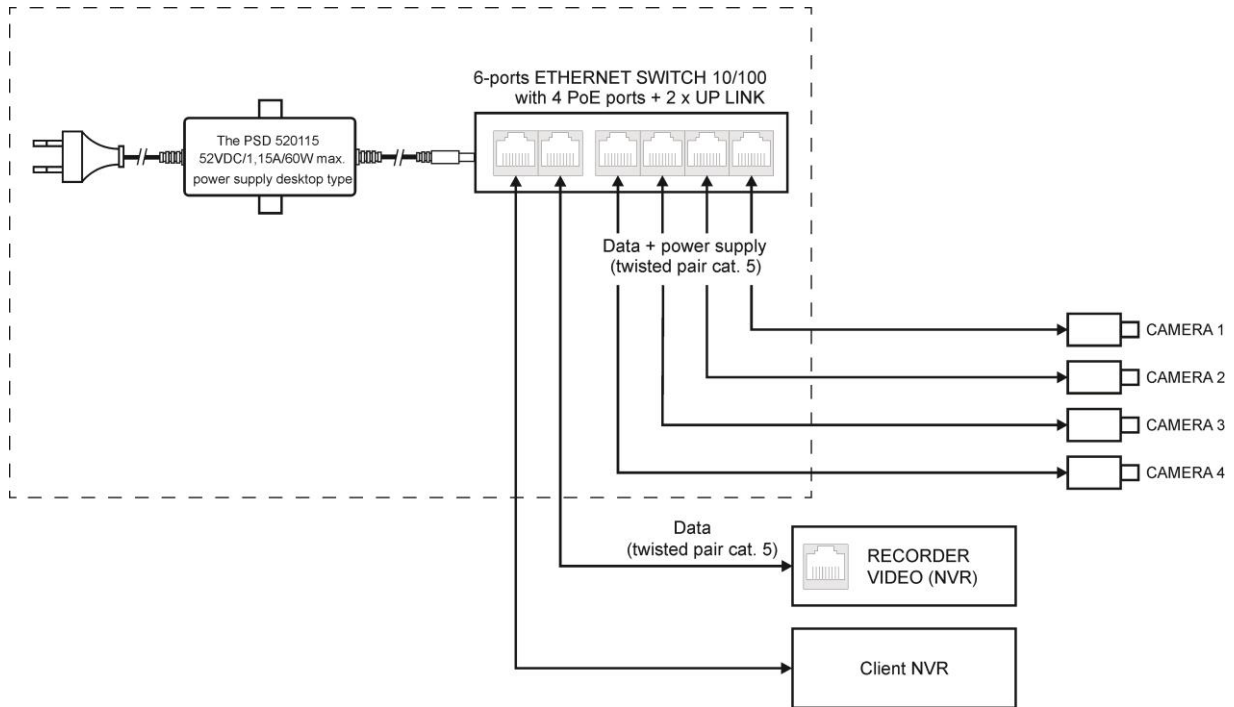 6-ports ETHERNET SWITCH 10/100
with 4 PoE ports + 2 x UP LINK
The PSD 520115
52VDC/1,15A/60W max.
power supply desktop type
Data + power supply
(twisted pair cat. 5)
CAMERA 1
CAMERA 2
CAMERA 3
CAMERA 4
Data
(twisted pair cat. 5)
RECORDER
VIDEO (NVR)
Client NVR